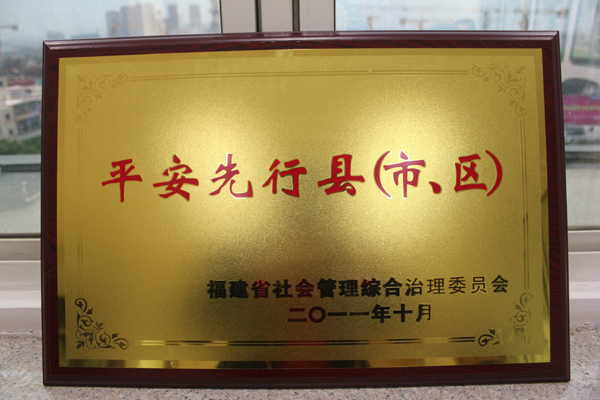 平安先行县(市、区)
福建省社会管理综合治理委员会
二〇一一年十月